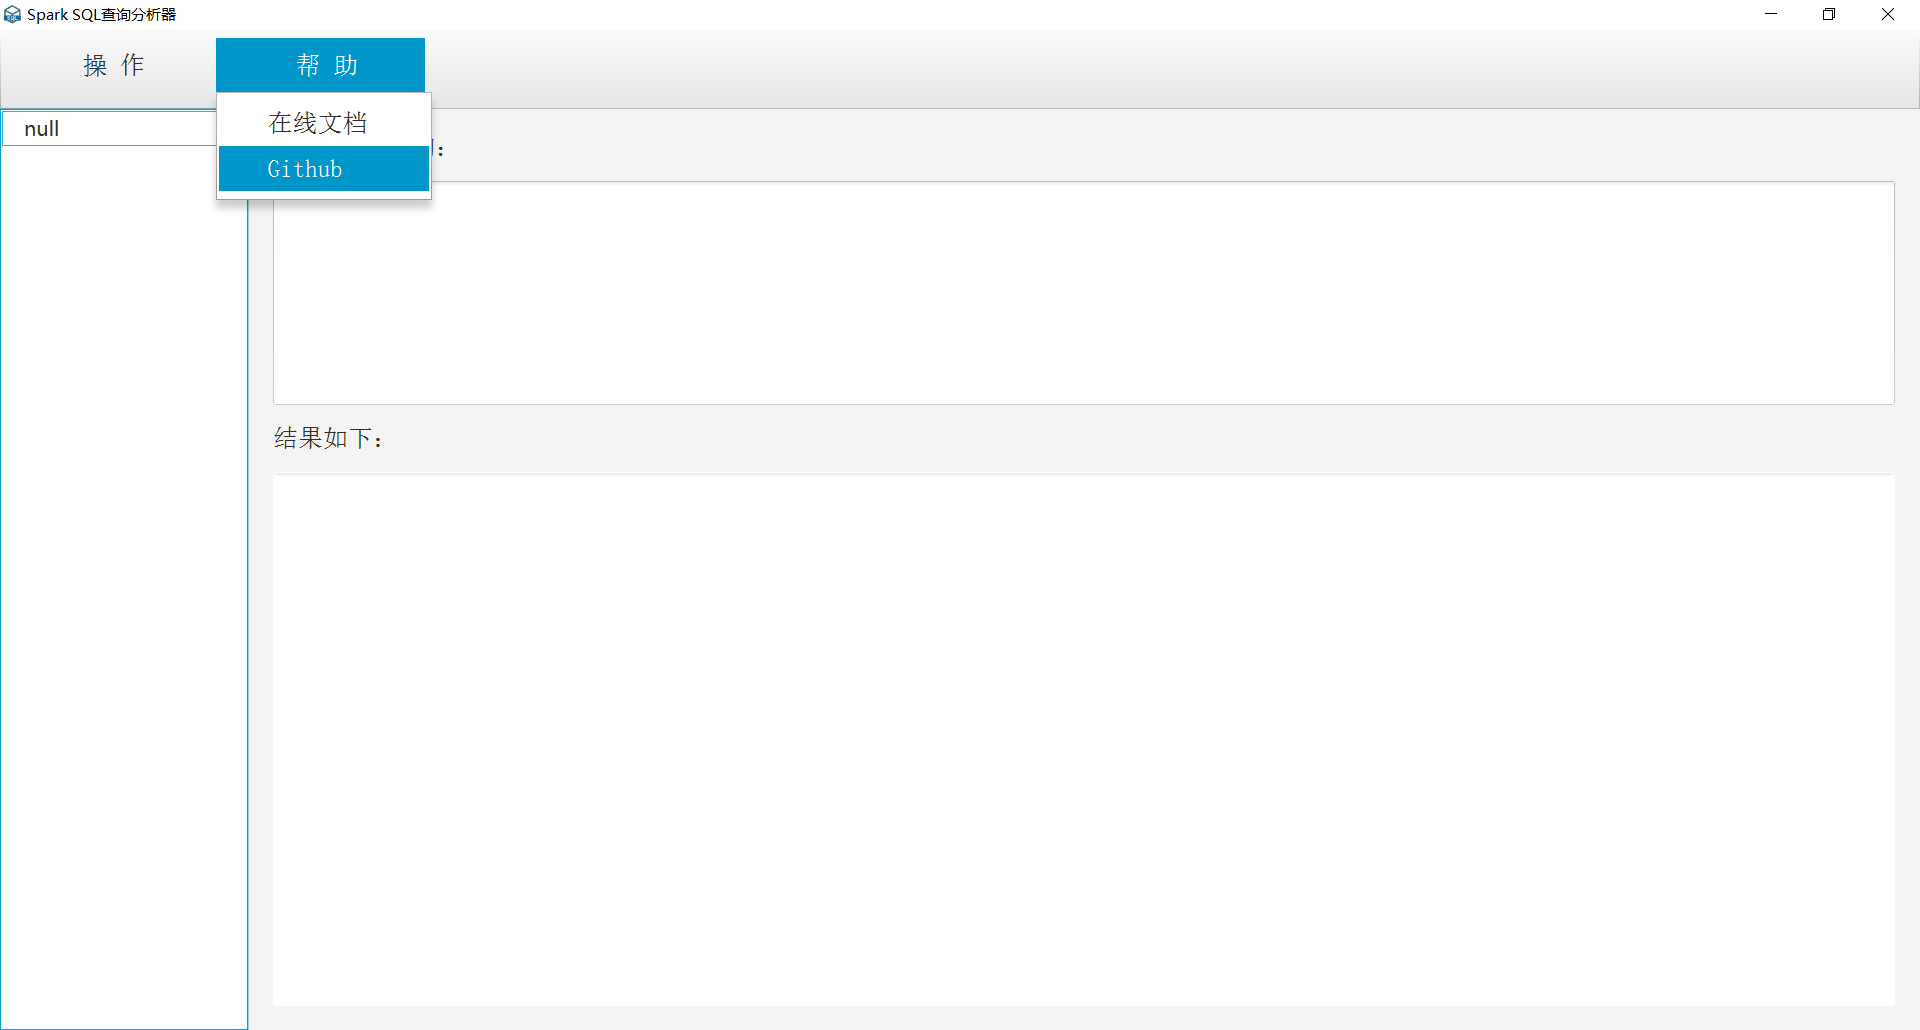 Spark SQL查询分析器
操 作 帮 助
null
在线文档
Github
：
结果如下：